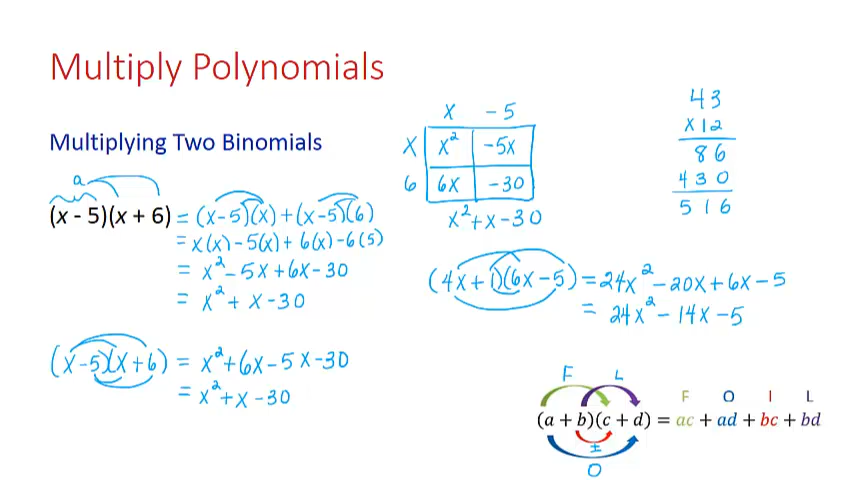 Multiply Polynomials
Multiplying Two Binomials
a
(x - 5)(x + 6) = (x-5)(x)+(x-5)(6)
= x(x)-5(x)+6(x)-6(5)
= x²-5x+6x-30
= x²+x-30
(x-5)(x+6) = x²+6x-5x-30
= x²+x-30
x -5
x x² -5x
6 6x -30
x²+x-30
43
x12
86
430
516
(4x+1)(6x-5) = 24x²-20x+6x-5
= 24x²-14x-5
F L F O I L
(a + b)(c + d) = ac + ad + bc + bd
I
O